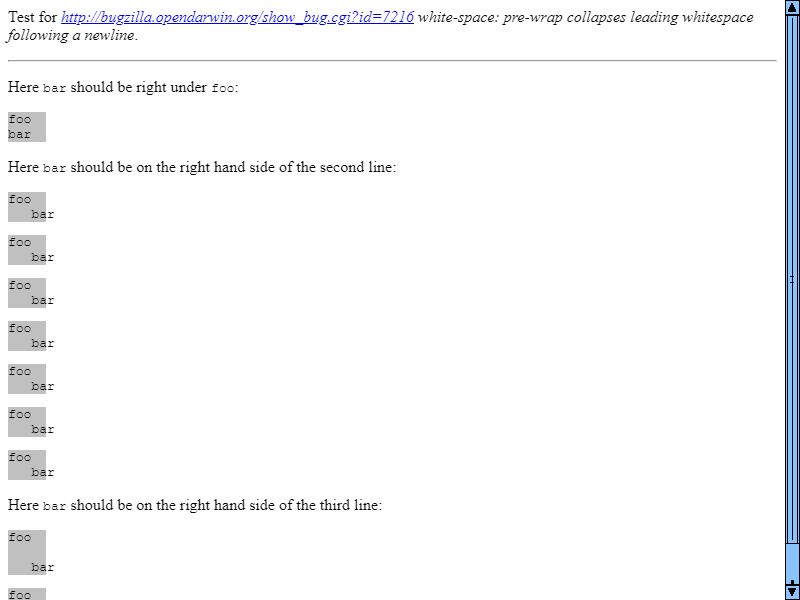 Test for http://bugzilla.opendarwin.org/show_bug.cgi?id=7216 white-space: pre-wrap collapses leading whitespace
following a newline.
Here bar should be right under foo:
foo
bar
Here bar should be on the right hand side of the second line:
foo
bar
foo
bar
foo
bar
foo
bar
foo
bar
foo
bar
foo
bar
Here bar should be on the right hand side of the third line:
foo
bar
foo